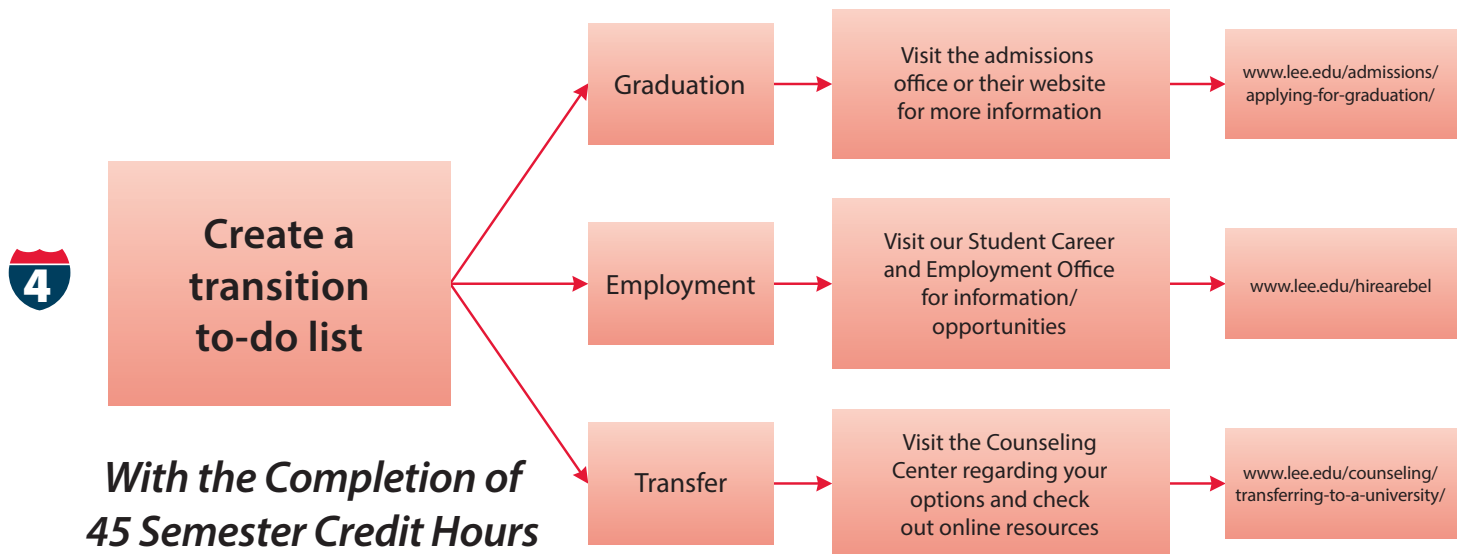 4
Create a
transition
to-do list
With the Completion of
45 Semester Credit Hours
Graduation
Visit the admissions
office or their website
for more information
www.lee.edu/admissions/
applying-for-graduation/
Employment
Visit our Student Career
and Employment Office
for information/
opportunities
www.lee.edu/hirearebel
Transfer
Visit the Counseling
Center regarding your
options and check
out online resources
www.lee.edu/counseling/
transferring-to-a-university/